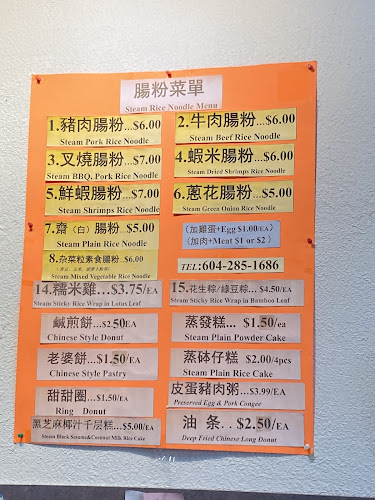 腸粉菜單
Steam Rice Noodle Menu
1.豬肉腸粉...$6.00
Steam Pork Rice Noodle
2.牛肉腸粉...$6.00
Steam Beef Rice Noodle
3.叉燒腸粉...$7.00
Steam BBQ. Pork Rice Noodle
4.蝦米腸粉...$6.00
Steam Dried Shrimps Rice Noodle
5.鮮蝦腸粉...$7.00
Steam Shrimps Rice Noodle
6.蔥花腸粉...$5.00
Steam Green Onion Rice Noodle
7.齋（白）腸粉 $5.00
Steam Plain Rice Noodle
(加雞蛋+Egg $1.00/EA)
(加肉+Meat $1 or $2)
8.杂菜粒素食腸粉...$6.00
Steam Mixed Vegetable Rice Noodle
TEL:604-285-1686
14.糯米雞...$3.75/EA
Steam Sticky Rice Wrap in Lotus Leaf
15.花生粽/綠豆粽...$4.50/EA
Steam Sticky Rice Wrap in Bamboo Leaf
鹹煎餅...$2.50EA
Chinese Style Donut
蒸發糕... $1.50/ea
Steam Plain Powder Cake
老婆餅...$1.50/EA
Chinese Style Pastry
蒸砵仔糕 $2.00/4pcs
Steam Plain Rice Cake
甜甜圈...$1.50/EA
Ring Donut
皮蛋豬肉粥...$3.99/EA
Preserved Egg & Pork Congee
黑芝麻椰汁千层糕...$5.00/EA
Steam Black Sesame&Coconut Milk Rice Cake
油 条. . $2.50/EA
Deep Fried Chinese Long Donut